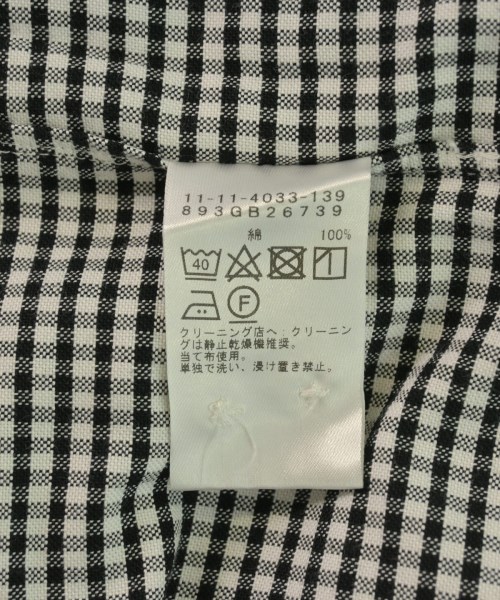 11-11-4033-139
893GB26739
綿 100%
40
F
クリーニング店へ：クリーニン
グは静止乾燥機推奨。
当て布使用。
単独で洗い、浸け置き禁止。